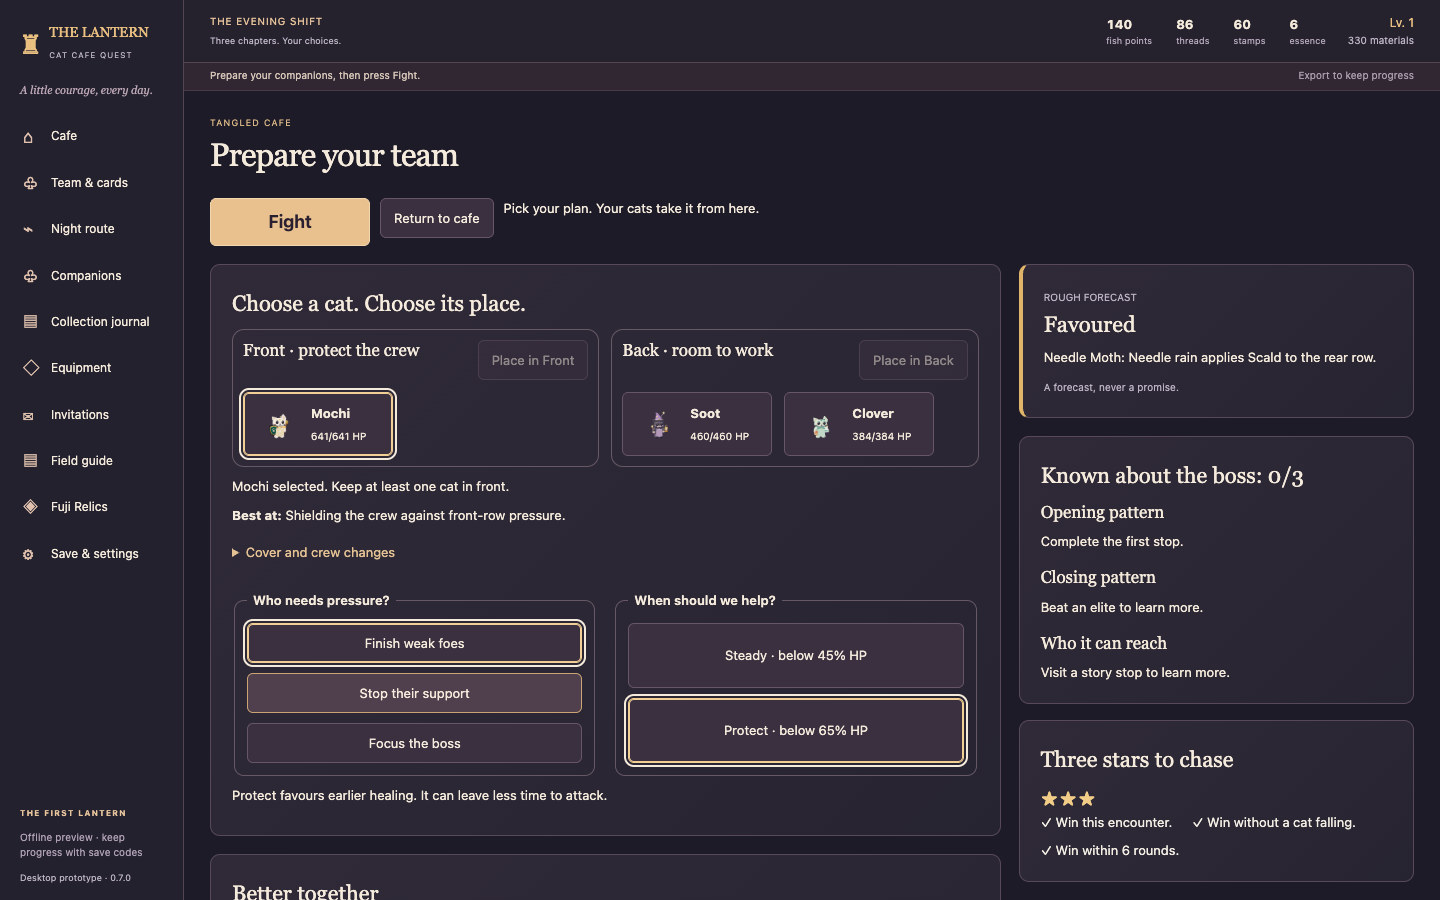 THE LANTERN
CAT CAFE QUEST
A little courage, every day.
Cafe
Team & cards
Night route
Companions
Collection journal
Equipment
Invitations
Field guide
Fuji Relics
Save & settings
THE FIRST LANTERN
Offline preview · keep
progress with save codes
Desktop prototype · 0.7.0
THE EVENING SHIFT
Three chapters. Your choices.
140 fish points
86 threads
60 stamps
6 essence
Lv. 1
330 materials
Prepare your companions, then press Fight.
Export to keep progress
TANGLED CAFE
Prepare your team
Fight
Return to cafe
Pick your plan. Your cats take it from here.
Choose a cat. Choose its place.
Front · protect the crew
Place in Front
Mochi
641/641 HP
Back · room to work
Place in Back
Soot
460/460 HP
Clover
384/384 HP
Mochi selected. Keep at least one cat in front.
Best at: Shielding the crew against front-row pressure.
Cover and crew changes
Who needs pressure?
Finish weak foes
Stop their support
Focus the boss
When should we help?
Steady · below 45% HP
Protect · below 65% HP
Protect favours earlier healing. It can leave less time to attack.
Better together
ROUGH FORECAST
Favoured
Needle Moth: Needle rain applies Scald to the rear row.
A forecast, never a promise.
Known about the boss: 0/3
Opening pattern
Complete the first stop.
Closing pattern
Beat an elite to learn more.
Who it can reach
Visit a story stop to learn more.
Three stars to chase
★★★
✓ Win this encounter. ✓ Win without a cat falling.
✓ Win within 6 rounds.